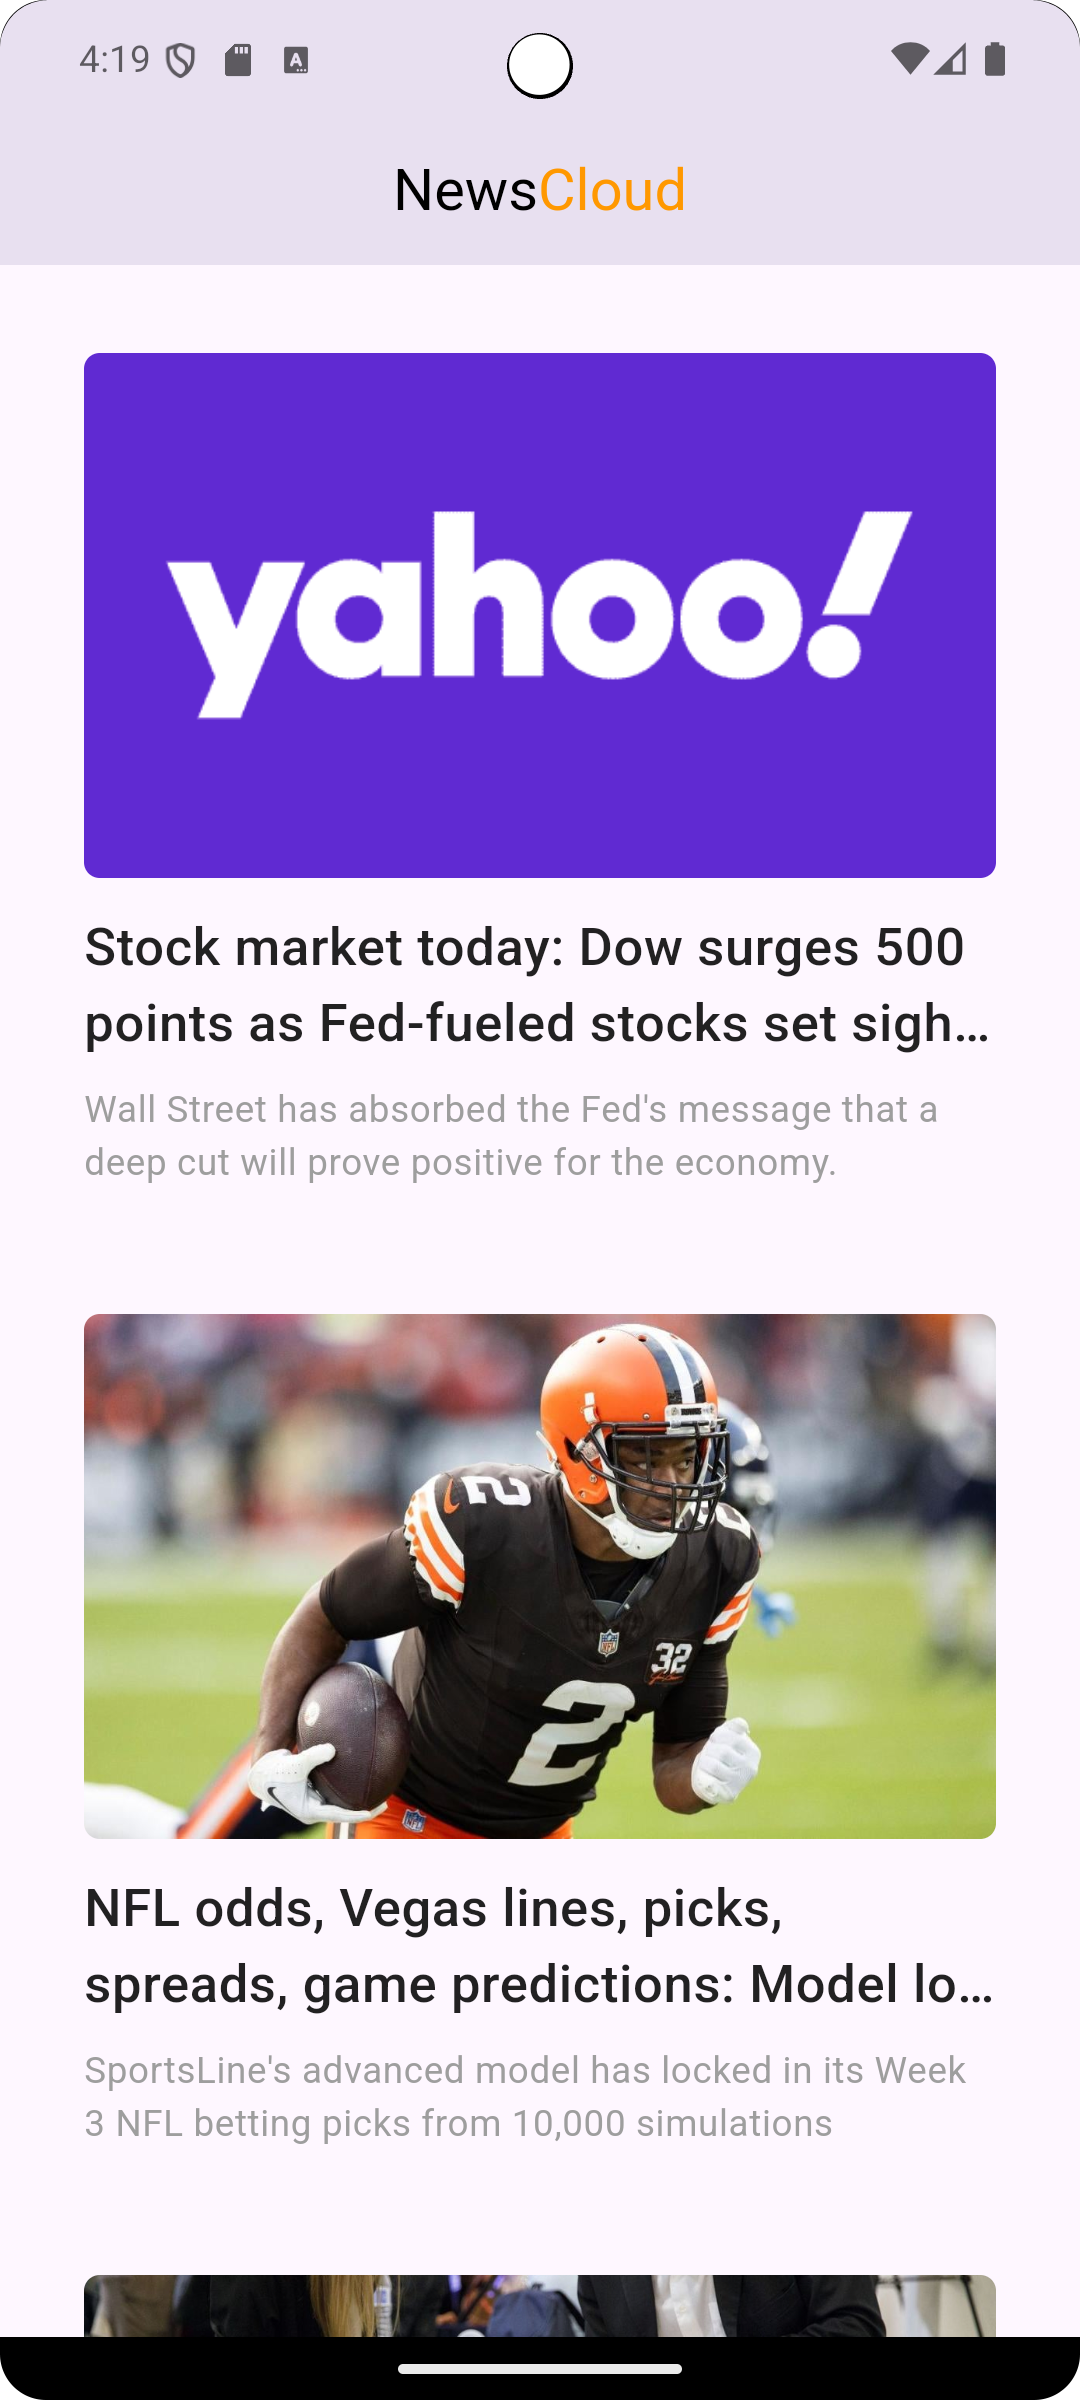 4:19
NewsCloud
yahoo!
Stock market today: Dow surges 500
points as Fed-fueled stocks set sigh…
Wall Street has absorbed the Fed's message that a
deep cut will prove positive for the economy.
2
32
2
NFL odds, Vegas lines, picks,
spreads, game predictions: Model lo…
SportsLine's advanced model has locked in its Week
3 NFL betting picks from 10,000 simulations